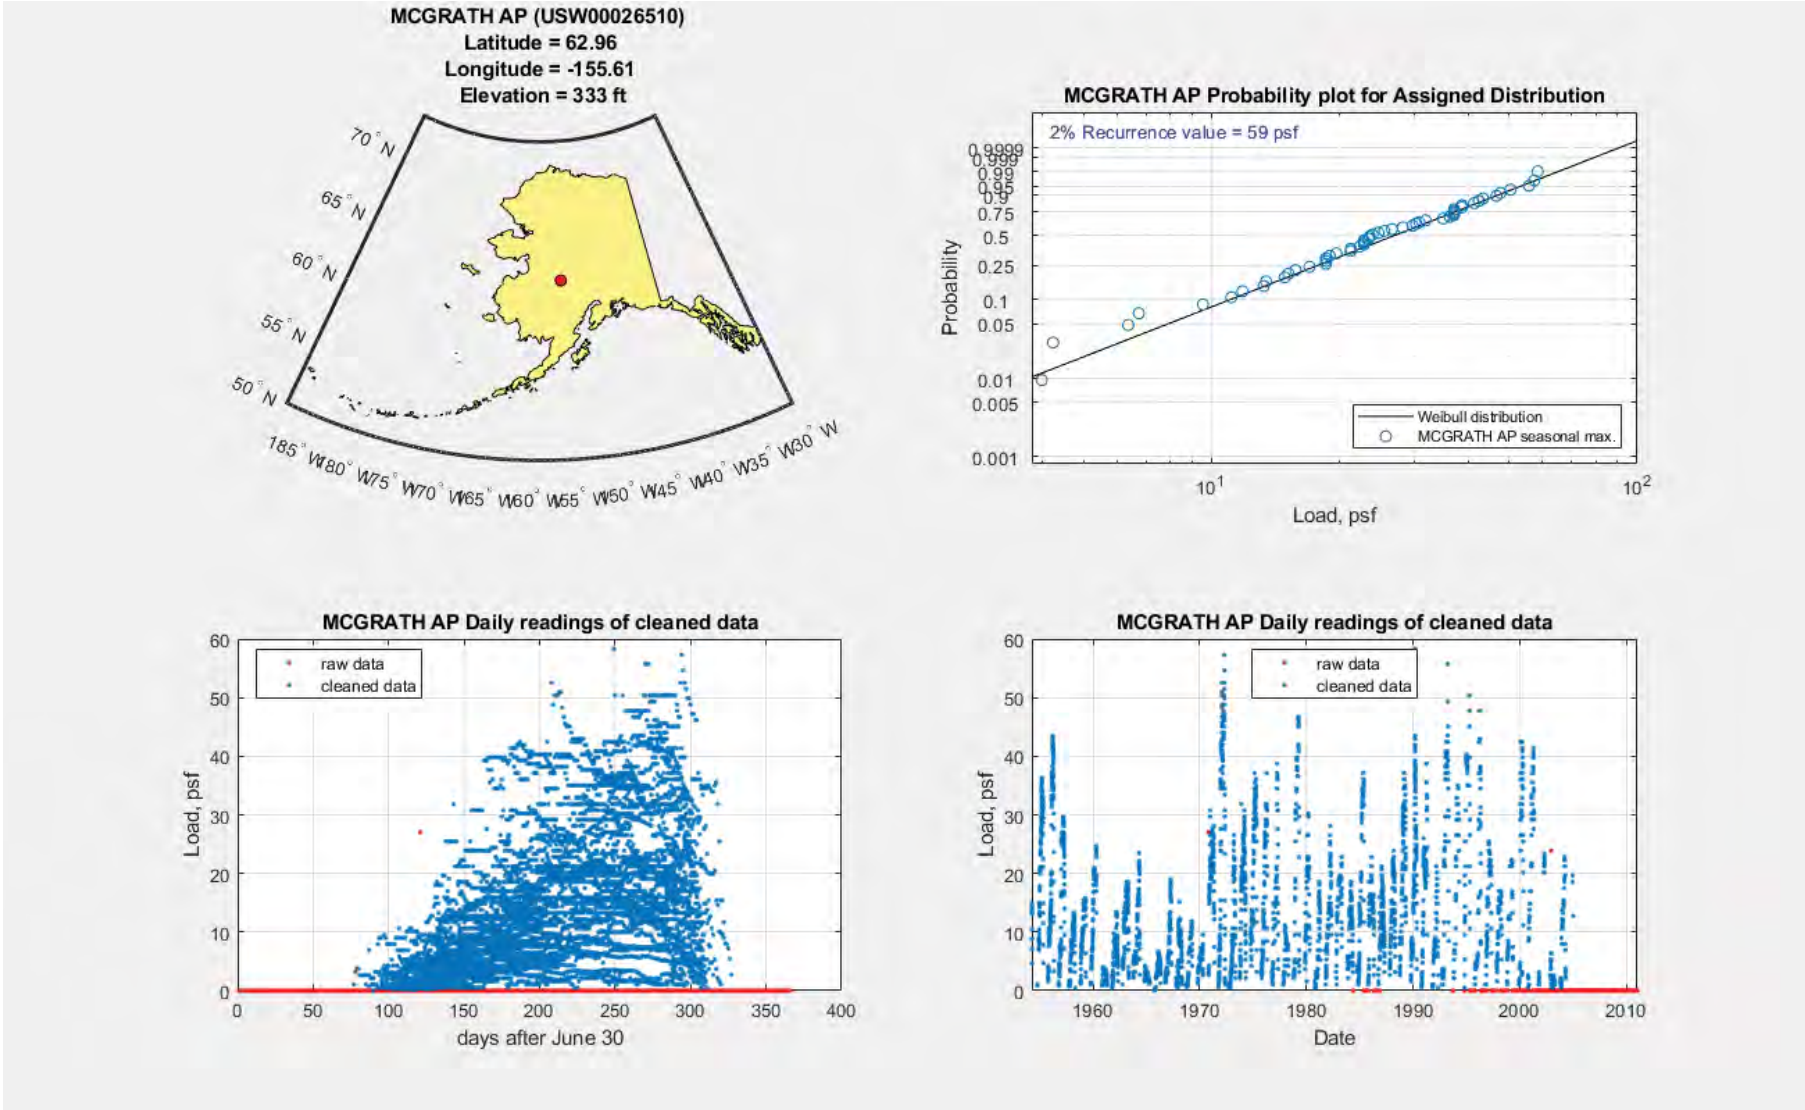 MCGRATH AP (USW00026510)
Latitude = 62.96
Longitude = -155.61
Elevation = 333 ft
70° N
65° N
60° N
55° N
50° N
185° W
180° W
175° W
170° W
165° W
160° W
155° W
150° W
145° W
140° W
135° W
130° W
MCGRATH AP Probability plot for Assigned Distribution
2% Recurrence value = 59 psf
Probability
0.9999
0.999
0.99
0.95
0.9
0.75
0.5
0.25
0.1
0.05
0.01
0.005
0.001
Weibull distribution
MCGRATH AP seasonal max.
10¹
10²
Load, psf
MCGRATH AP Daily readings of cleaned data
raw data
cleaned data
Load, psf
60
50
40
30
20
10
0
0 50 100 150 200 250 300 350 400
days after June 30
MCGRATH AP Daily readings of cleaned data
raw data
cleaned data
Load, psf
60
50
40
30
20
10
0
1960 1970 1980 1990 2000 2010
Date